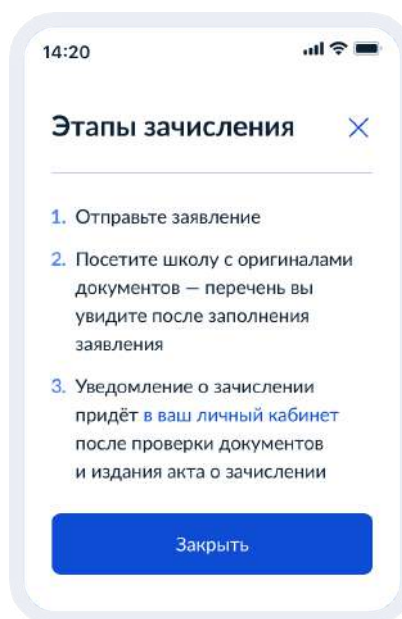 14:20
Этапы зачисления
1. Отправьте заявление
2. Посетите школу с оригиналами
документов — перечень вы
увидите после заполнения
заявления
3. Уведомление о зачислении
придёт в ваш личный кабинет
после проверки документов
и издания акта о зачислении
Закрыть